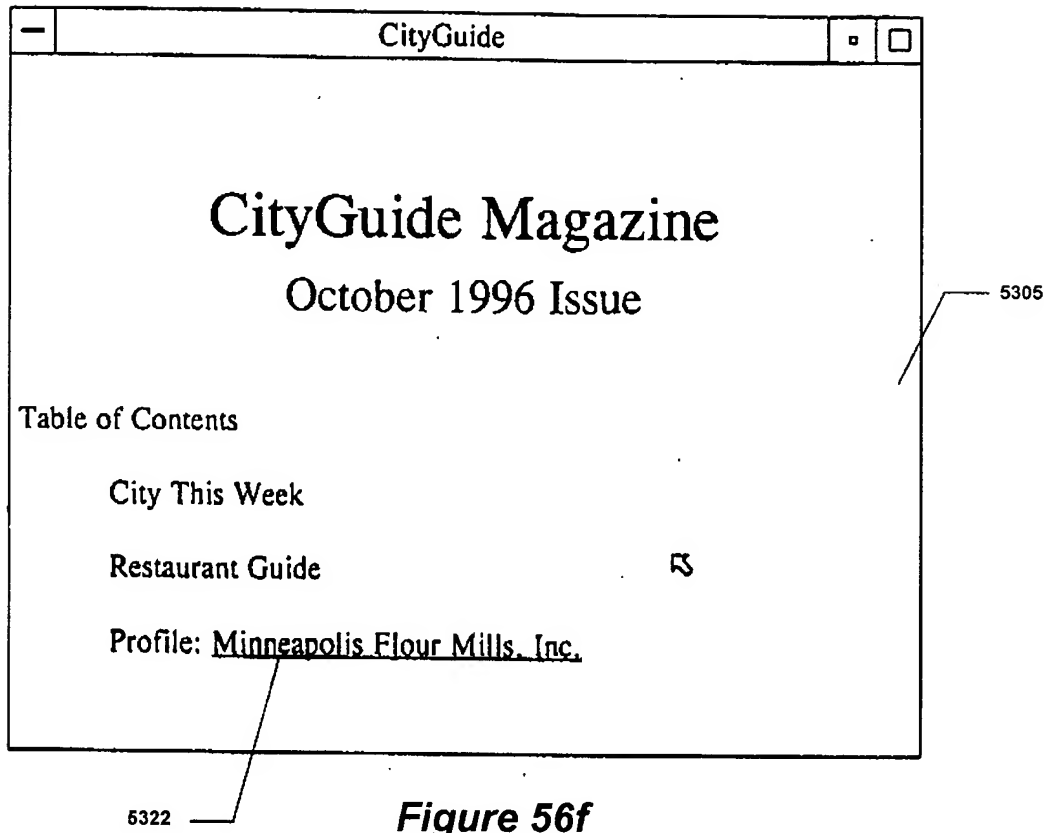 CityGuide
CityGuide Magazine
October 1996 Issue
5305
Table of Contents
City This Week
Restaurant Guide
Profile: Minneapolis Flour Mills, Inc.
5322
Figure 56f